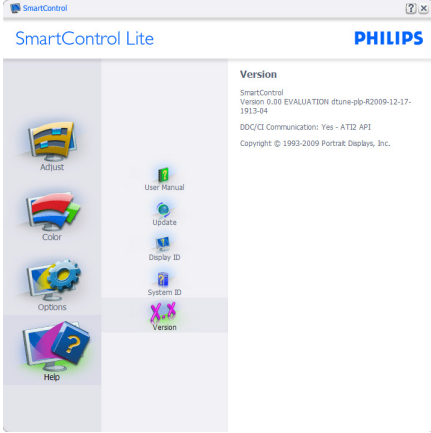 SmartControl
SmartControl Lite
PHILIPS
Adjust
Color
Options
Help
User Manual
Update
Display ID
System ID
X.X
Version
Version
SmartControl
Version 0.00 EVALUATION dtune-plp-R2009-12-17-
1913-04
DDC/CI Communication: Yes - ATI2 API
Copyright © 1993-2009 Portrait Displays, Inc.